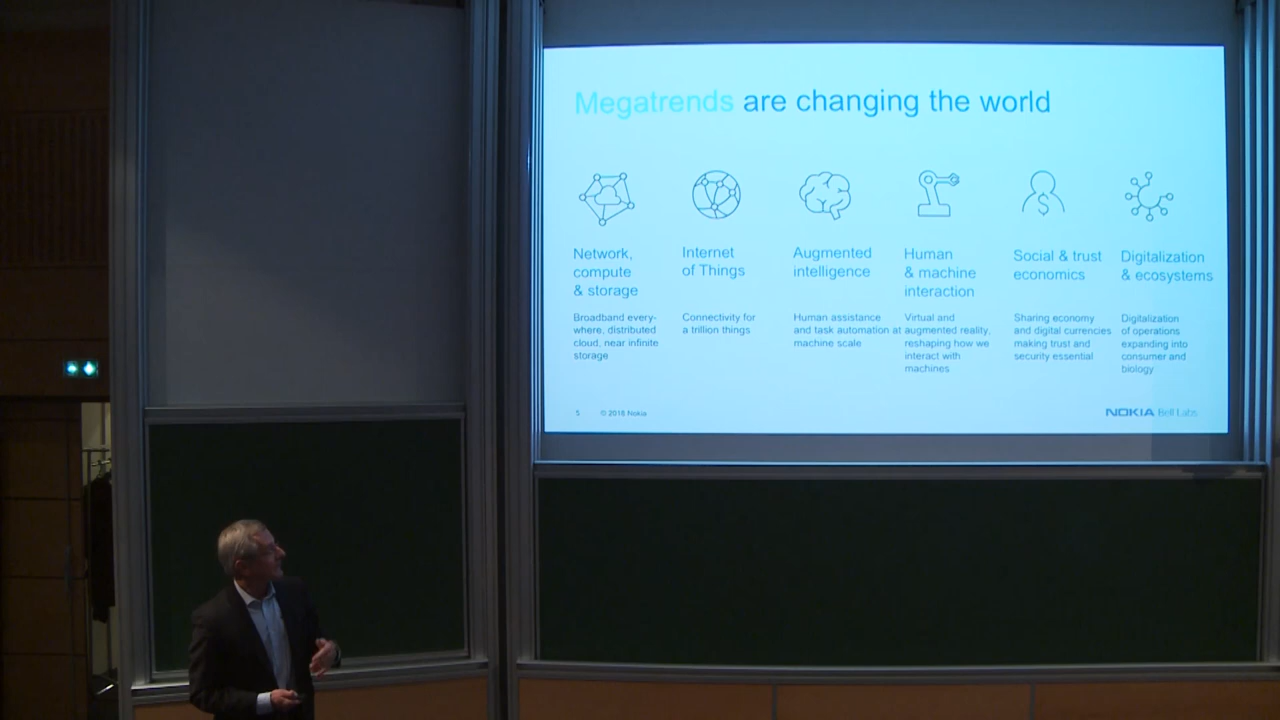 Megatrends are changing the world
Network,
compute
& storage
Broadband every-
where, distributed
cloud, near infinite
storage
Internet
of Things
Connectivity for
a trillion things
Augmented
intelligence
Human assistance
and task automation at
machine scale
Human
& machine
interaction
Virtual and
augmented reality,
reshaping how we
interact with
machines
Social & trust
economics
Sharing economy
and digital currencies
making trust and
security essential
Digitalization
& ecosystems
Digitalization
of operations
expanding into
consumer and
biology
5 © 2016 Nokia
NOKIA Bell Labs